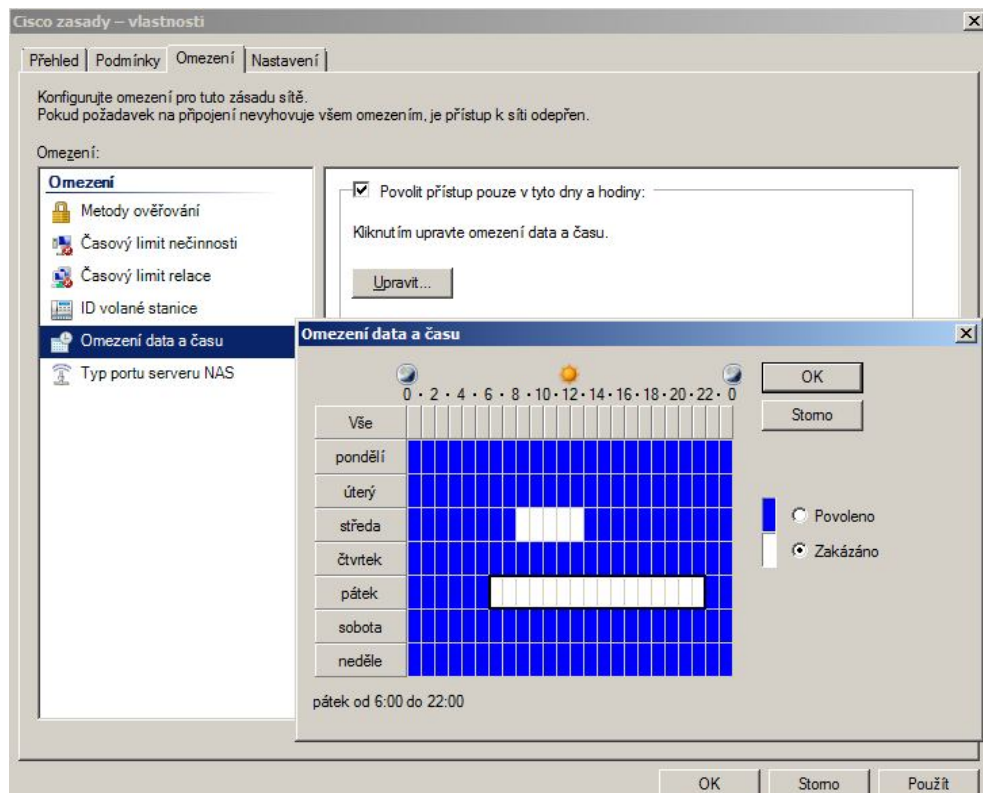 Cisco zasady – vlastnosti
Přehled Podmínky Omezení Nastavení
Konfigurujte omezení pro tuto zásadu sítě.
Pokud požadavek na připojení nevyhovuje všem omezením, je přístup k síti odepřen.
Omezení:
Omezení
Metody ověřování
Časový limit nečinnosti
Časový limit relace
ID volané stanice
Omezení data a času
Typ portu serveru NAS
Povolit přístup pouze v tyto dny a hodiny:
Kliknutím upravte omezení data a času.
Upravit...
Omezení data a času
0 · 2 · 4 · 6 · 8 · 10 · 12 · 14 · 16 · 18 · 20 · 22 · 0
Vše
pondělí
úterý
středa
čtvrtek
pátek
sobota
neděle
pátek od 6:00 do 22:00
OK
Storno
Povoleno
Zakázáno
OK Storno Použít